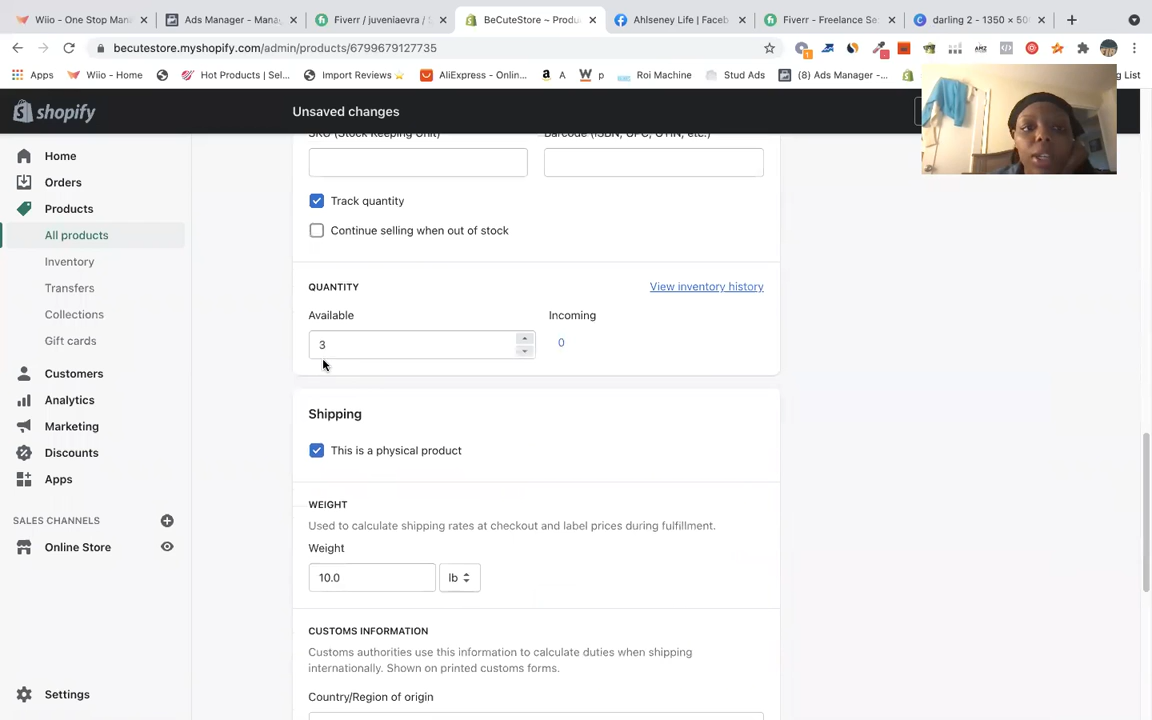 Wiio - One Stop Man
Ads Manager - Mana
Fiverr / juveniaevra / S
BeCuteStore ~ Produ
Ahlseney Life | Faceb
Fiverr - Freelance Se
darling 2 - 1350 × 50
becutestore.myshopify.com/admin/products/6799679127735
Apps
Wiio - Home
Hot Products | Sel...
Import Reviews
AliExpress - Onlin...
A
p
Roi Machine
Stud Ads
(8) Ads Manager -...
g List
shopify
Unsaved changes
SKU (Stock Keeping Unit)
Barcode (ISBN, UPC, GTIN, etc.)
Home
Orders
Products
All products
Inventory
Transfers
Collections
Gift cards
Customers
Analytics
Marketing
Discounts
Apps
SALES CHANNELS
Online Store
Settings
Track quantity
Continue selling when out of stock
QUANTITY
View inventory history
Available
Incoming
3
0
Shipping
This is a physical product
WEIGHT
Used to calculate shipping rates at checkout and label prices during fulfillment.
Weight
10.0
lb
CUSTOMS INFORMATION
Customs authorities use this information to calculate duties when shipping
internationally. Shown on printed customs forms.
Country/Region of origin